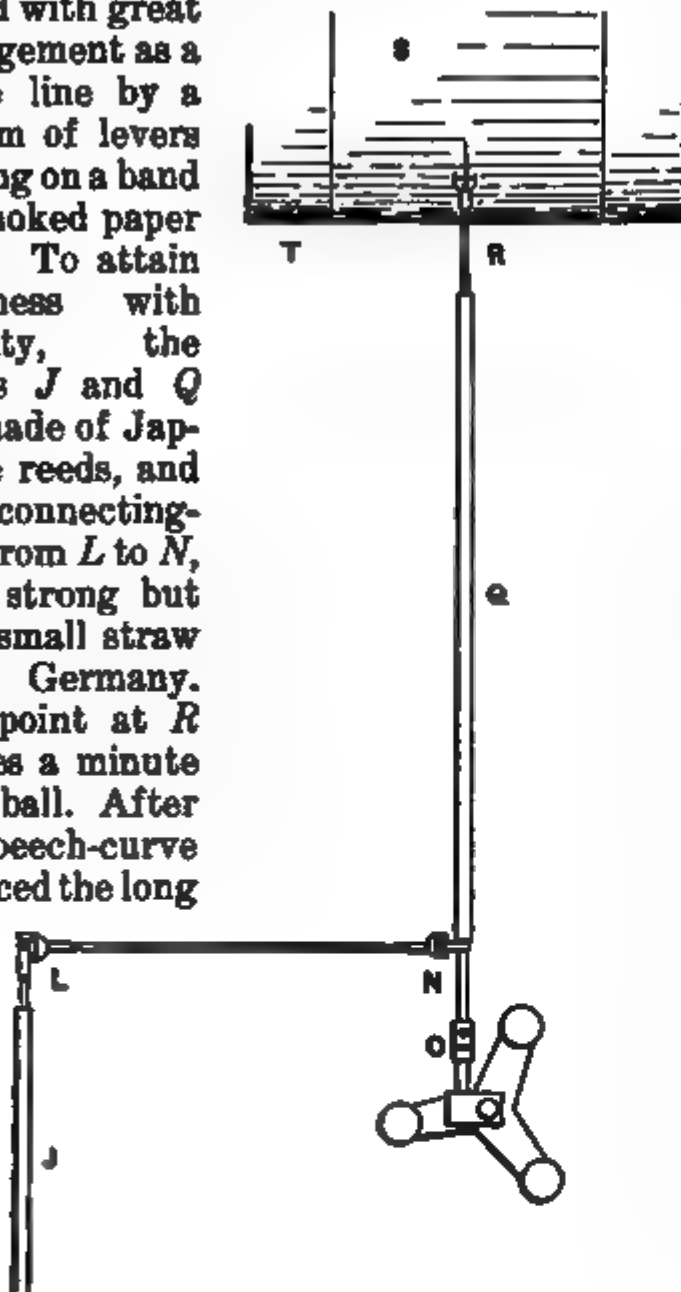 with great
gement as a
line by a
m of levers
ng on a band
oked paper
To attain
ness with
ty, the
s J and Q
ade of Jap-
reeds, and
connecting-
rom L to N,
strong but
small straw
Germany.
point at R
es a minute
ball. After
peech-curve
ced the long
S
T R
Q
L N
O
J